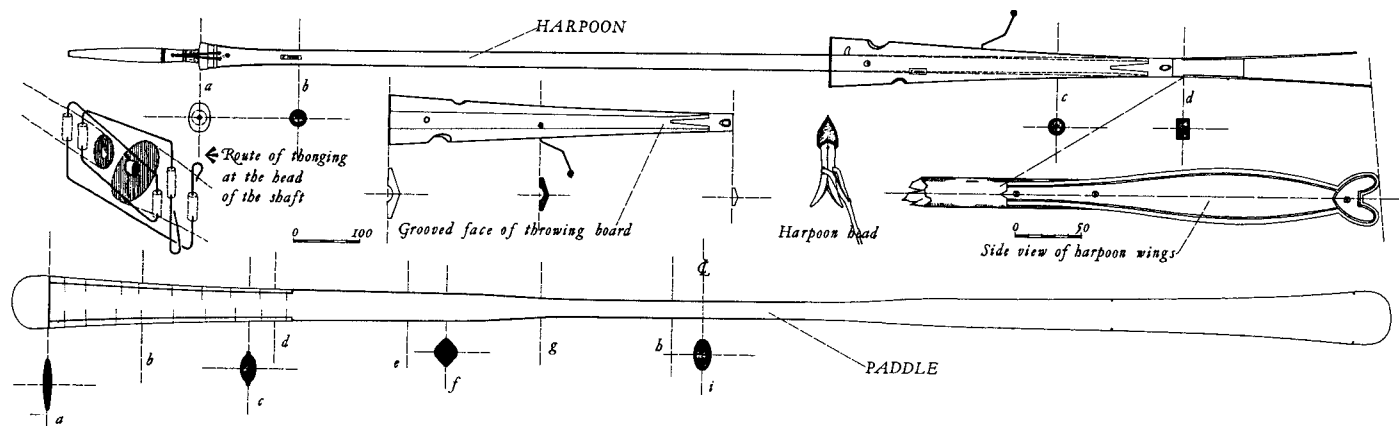 HARPOON
a
b
c
d
Route of thonging
at the head
of the shaft
0 100
Grooved face of throwing board
Harpoon head
0 50
Side view of harpoon wings
℄
b
d
e
g
h
PADDLE
a
c
f
i